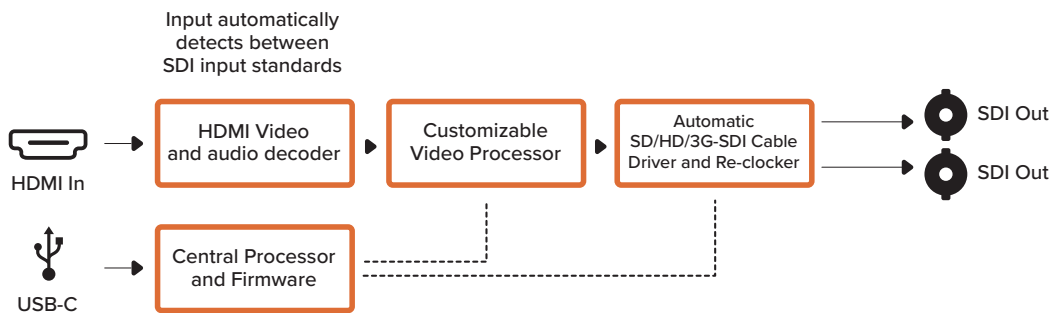 Input automatically
detects between
SDI input standards
HDMI In
HDMI Video
and audio decoder
Customizable
Video Processor
Automatic
SD/HD/3G-SDI Cable
Driver and Re-clocker
SDI Out
SDI Out
USB-C
Central Processor
and Firmware